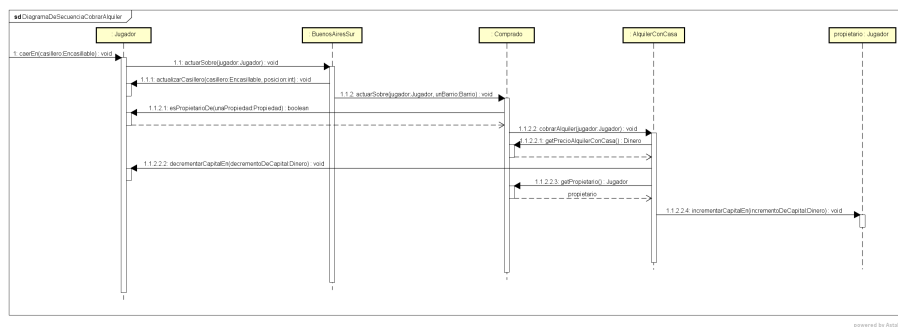 sd DiagramaDeSecuenciaCobrarAlquiler
: Jugador
BuenosAiresSur
: Comprado
AlquilerConCasa
propietario : Jugador
1: caerEn(casillero:Encasillable) : void
1.1: actuarSobre(jugador:Jugador) : void
1.1.1: actualizarCasillero(casillero:Encasillable, posicion:int) : void
1.1.2: actuarSobre(jugador:Jugador, unBarrio:Barrio) : void
1.1.2.1: esPropietarioDe(unaPropiedad:Propiedad) : boolean
1.1.2.2: cobrarAlquiler(jugador:Jugador) : void
1.1.2.2.1: getPrecioAlquilerConCasa() : Dinero
1.1.2.2.2: decrementarCapitalEn(decrementoDeCapital:Dinero) : void
1.1.2.2.3: getPropietario() : Jugador
propietario
1.1.2.2.4: incrementarCapitalEn(incrementoDeCapital:Dinero) : void
powered by Astah